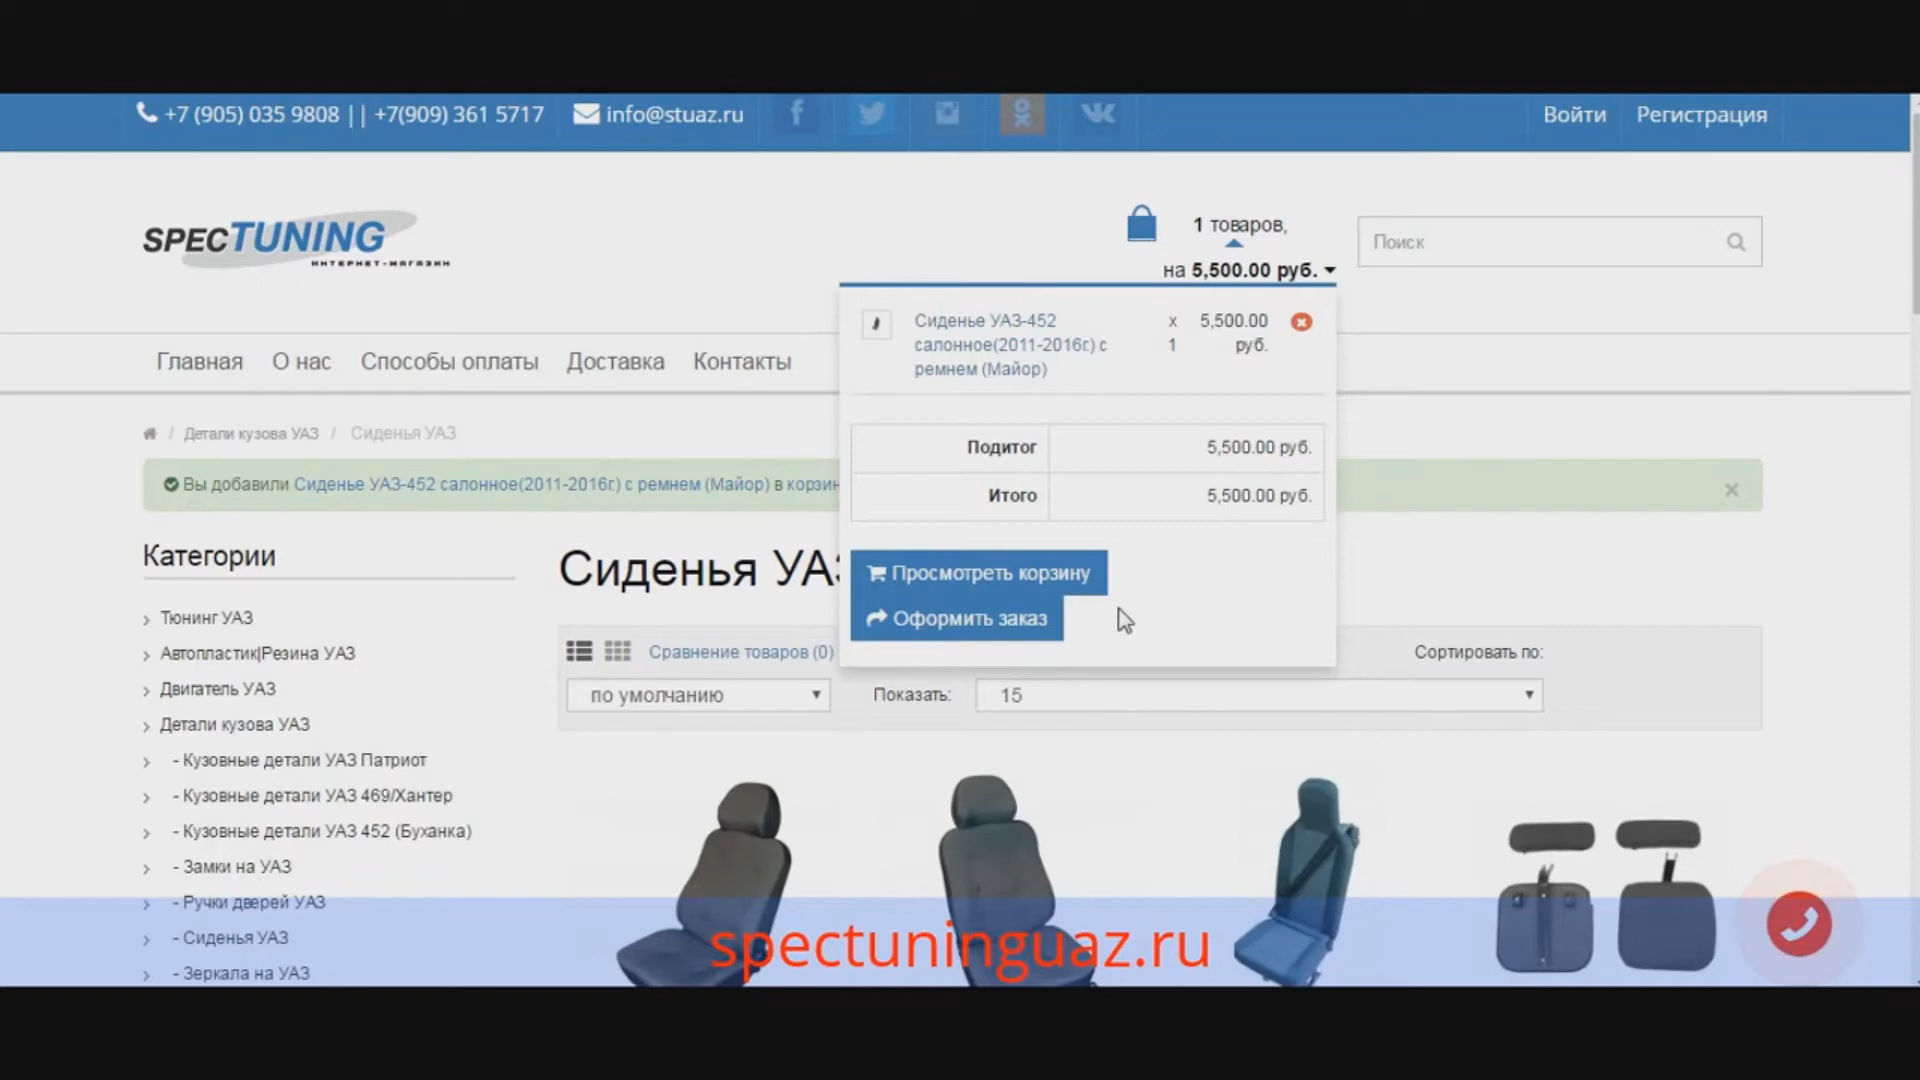 +7 (905) 035 9808 || +7(909) 361 5717
info@stuaz.ru
Войти
Регистрация
SPECTUNING
ИНТЕРНЕТ-МАГАЗИН
1 товаров,
на 5,500.00 руб.
Поиск
Главная
О нас
Способы оплаты
Доставка
Контакты
Сиденье УАЗ-452
салонное(2011-2016г.) с
ремнем (Майор)
x
1
5,500.00
руб.
Подитог
5,500.00 руб.
Итого
5,500.00 руб.
Просмотреть корзину
Оформить заказ
/ Детали кузова УАЗ / Сиденья УАЗ
Вы добавили Сиденье УАЗ-452 салонное(2011-2016г.) с ремнем (Майор) в
Категории
Тюнинг УАЗ
Автопластик|Резина УАЗ
Двигатель УАЗ
Детали кузова УАЗ
- Кузовные детали УАЗ Патриот
- Кузовные детали УАЗ 469/Хантер
- Кузовные детали УАЗ 452 (Буханка)
- Замки на УАЗ
- Ручки дверей УАЗ
- Сиденья УАЗ
- Зеркала на УАЗ
Сиденья УАЗ
Сравнение товаров (0)
Сортировать по:
по умолчанию
Показать:
15
spectuninguaz.ru